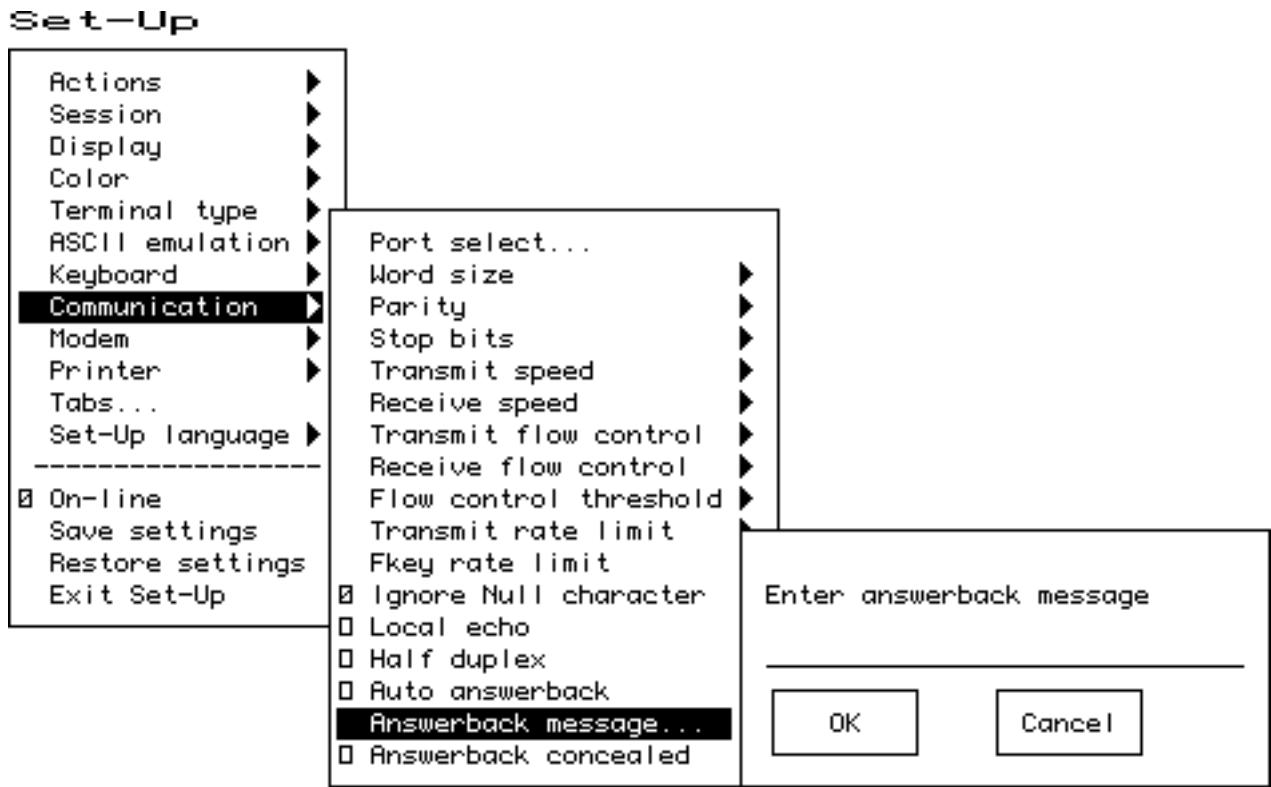 Set-Up
Actions
Session
Display
Color
Terminal type
ASCII emulation
Keyboard
Communication
Modem
Printer
Tabs...
Set-Up language
------------------
On-line
Save settings
Restore settings
Exit Set-Up
Port select...
Word size
Parity
Stop bits
Transmit speed
Receive speed
Transmit flow control
Receive flow control
Flow control threshold
Transmit rate limit
Fkey rate limit
Ignore Null character
Local echo
Half duplex
Auto answerback
Answerback message...
Answerback concealed
Enter answerback message
OK
Cancel